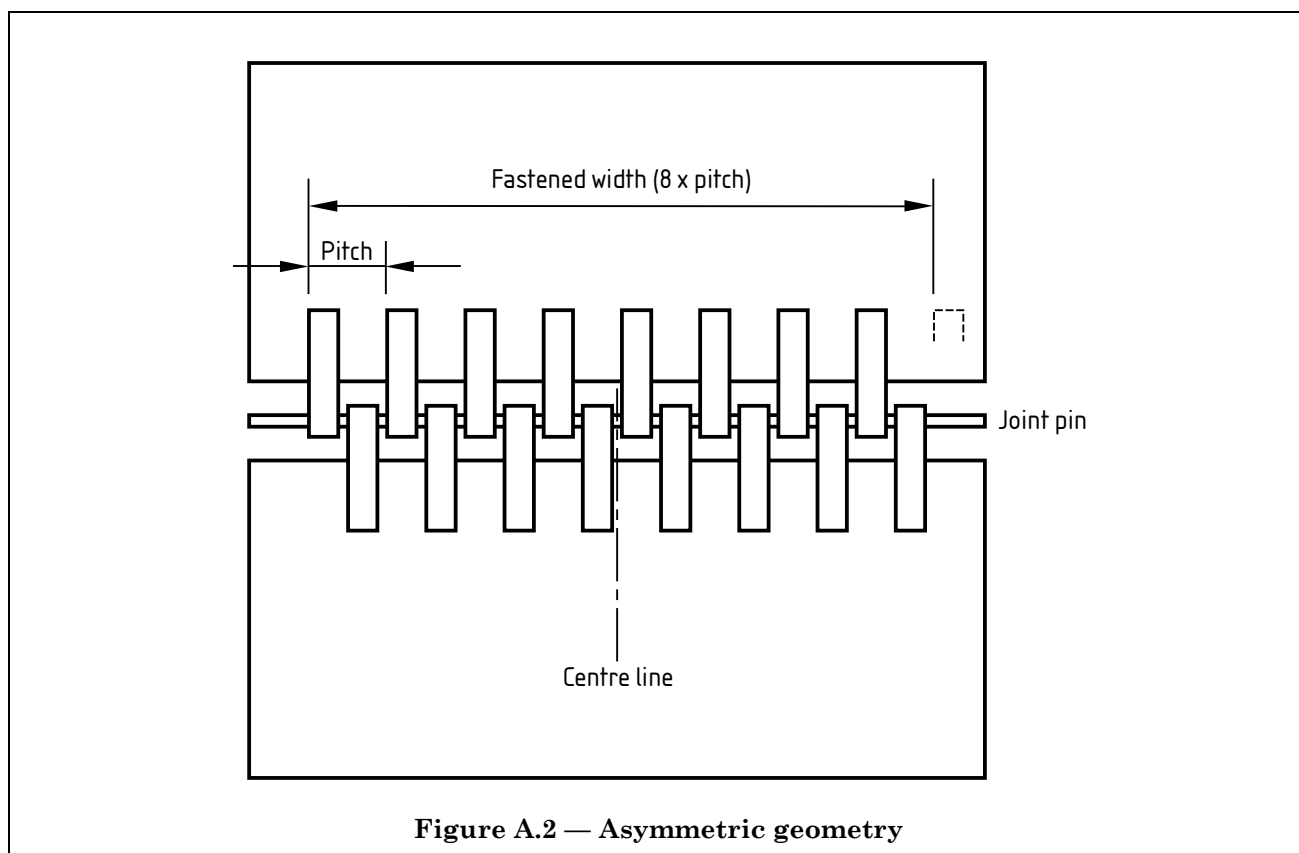 Fastened width (8 x pitch)
Pitch
Joint pin
Centre line
Figure A.2 — Asymmetric geometry